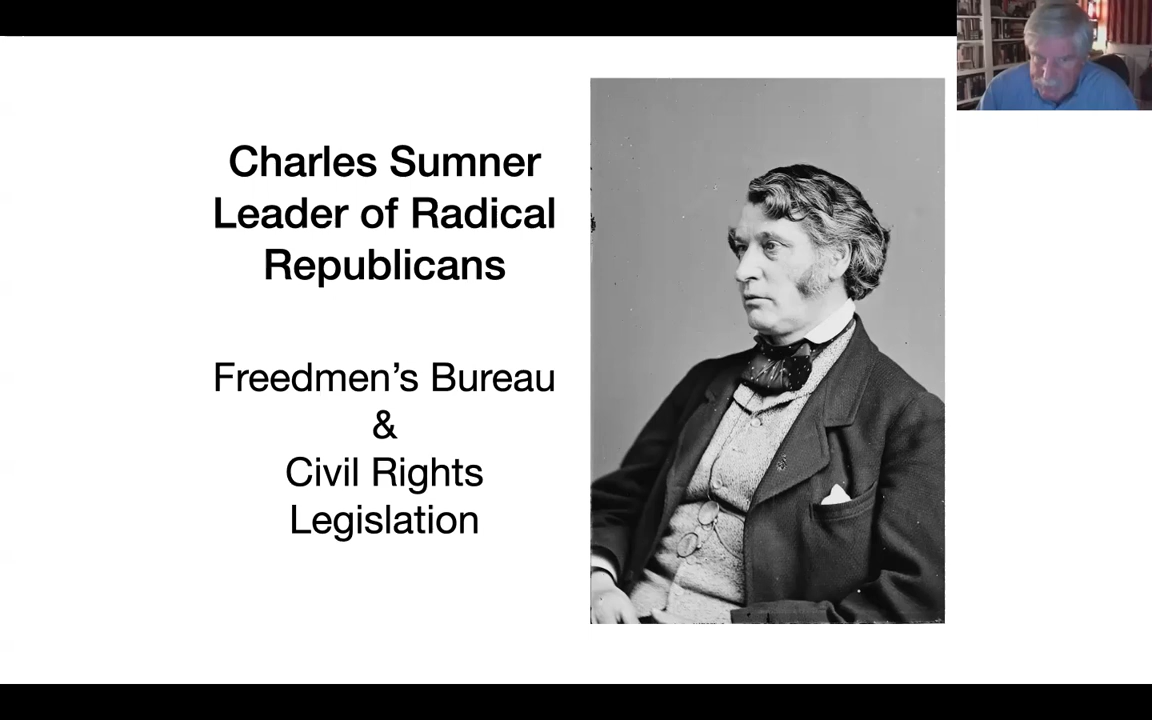 Charles Sumner
Leader of Radical
Republicans
Freedmen’s Bureau
&
Civil Rights
Legislation